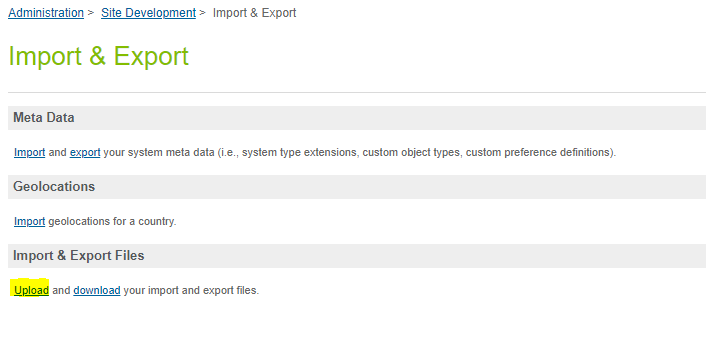 Administration > Site Development > Import & Export
Import & Export
Meta Data
Import and export your system meta data (i.e., system type extensions, custom object types, custom preference definitions).
Geolocations
Import geolocations for a country.
Import & Export Files
Upload and download your import and export files.